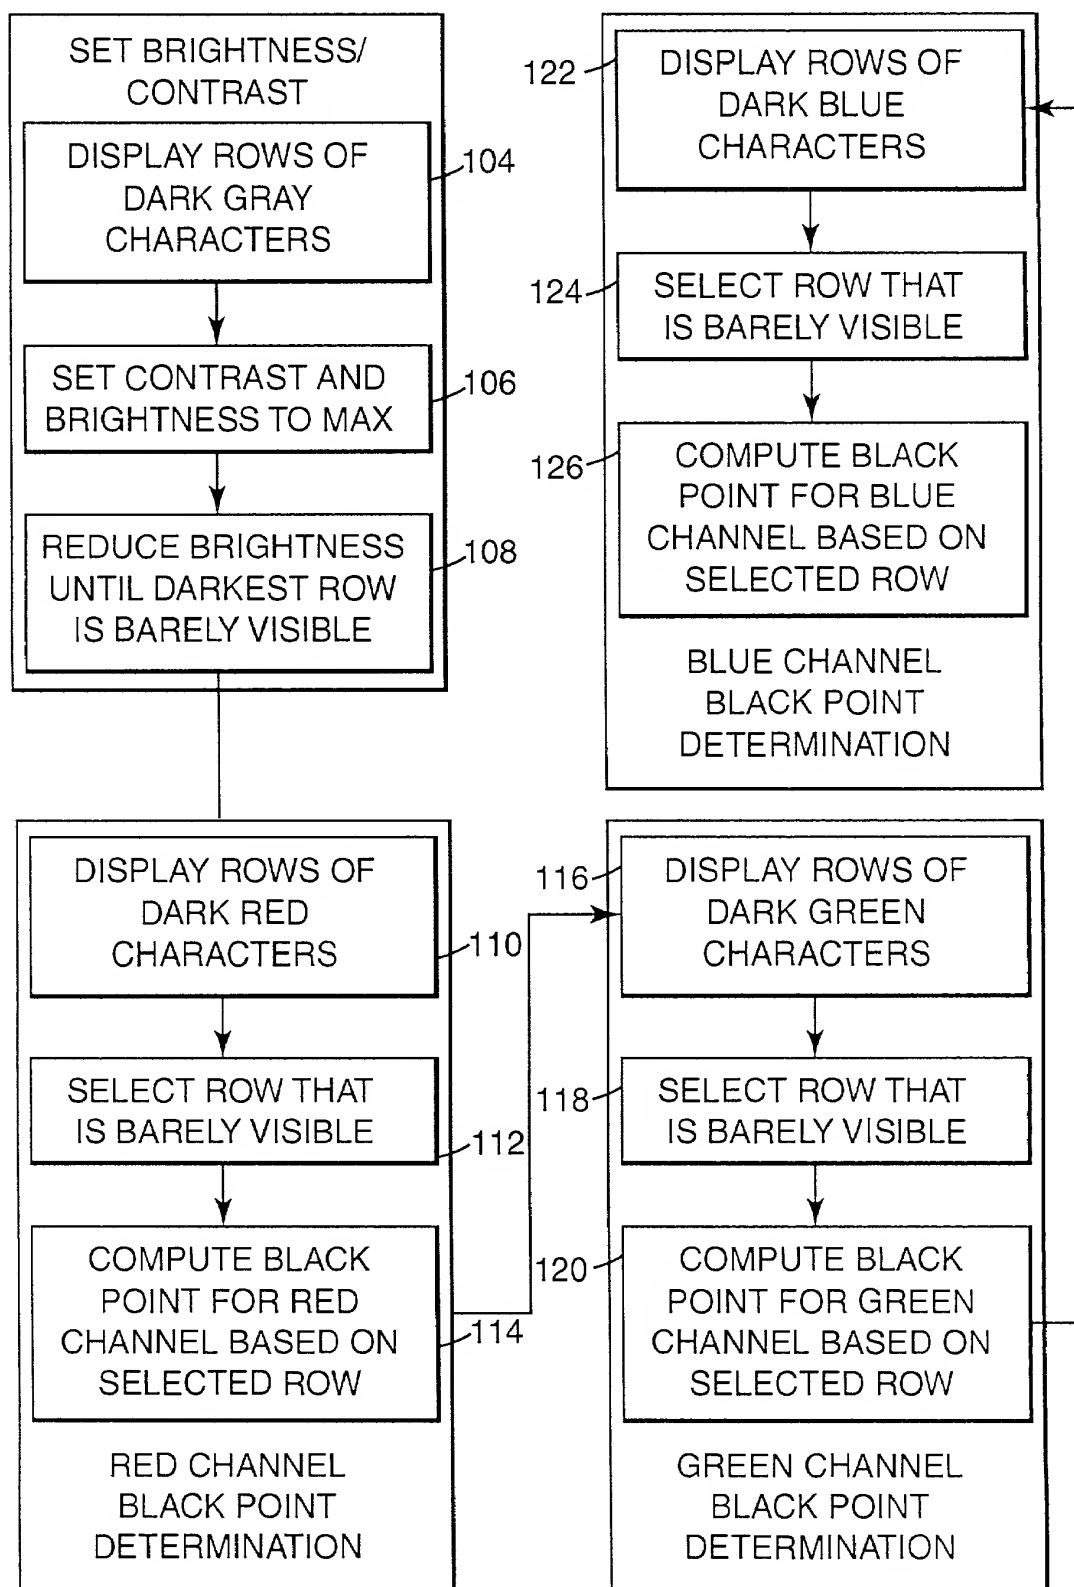 SET BRIGHTNESS/
CONTRAST
DISPLAY ROWS OF
DARK GRAY
CHARACTERS
104
SET CONTRAST AND
BRIGHTNESS TO MAX
106
REDUCE BRIGHTNESS
UNTIL DARKEST ROW
IS BARELY VISIBLE
108
DISPLAY ROWS OF
DARK RED
CHARACTERS
110
SELECT ROW THAT
IS BARELY VISIBLE
112
COMPUTE BLACK
POINT FOR RED
CHANNEL BASED ON
SELECTED ROW
114
RED CHANNEL
BLACK POINT
DETERMINATION
116
DISPLAY ROWS OF
DARK GREEN
CHARACTERS
118
SELECT ROW THAT
IS BARELY VISIBLE
120
COMPUTE BLACK
POINT FOR GREEN
CHANNEL BASED ON
SELECTED ROW
GREEN CHANNEL
BLACK POINT
DETERMINATION
122
DISPLAY ROWS OF
DARK BLUE
CHARACTERS
124
SELECT ROW THAT
IS BARELY VISIBLE
126
COMPUTE BLACK
POINT FOR BLUE
CHANNEL BASED ON
SELECTED ROW
BLUE CHANNEL
BLACK POINT
DETERMINATION